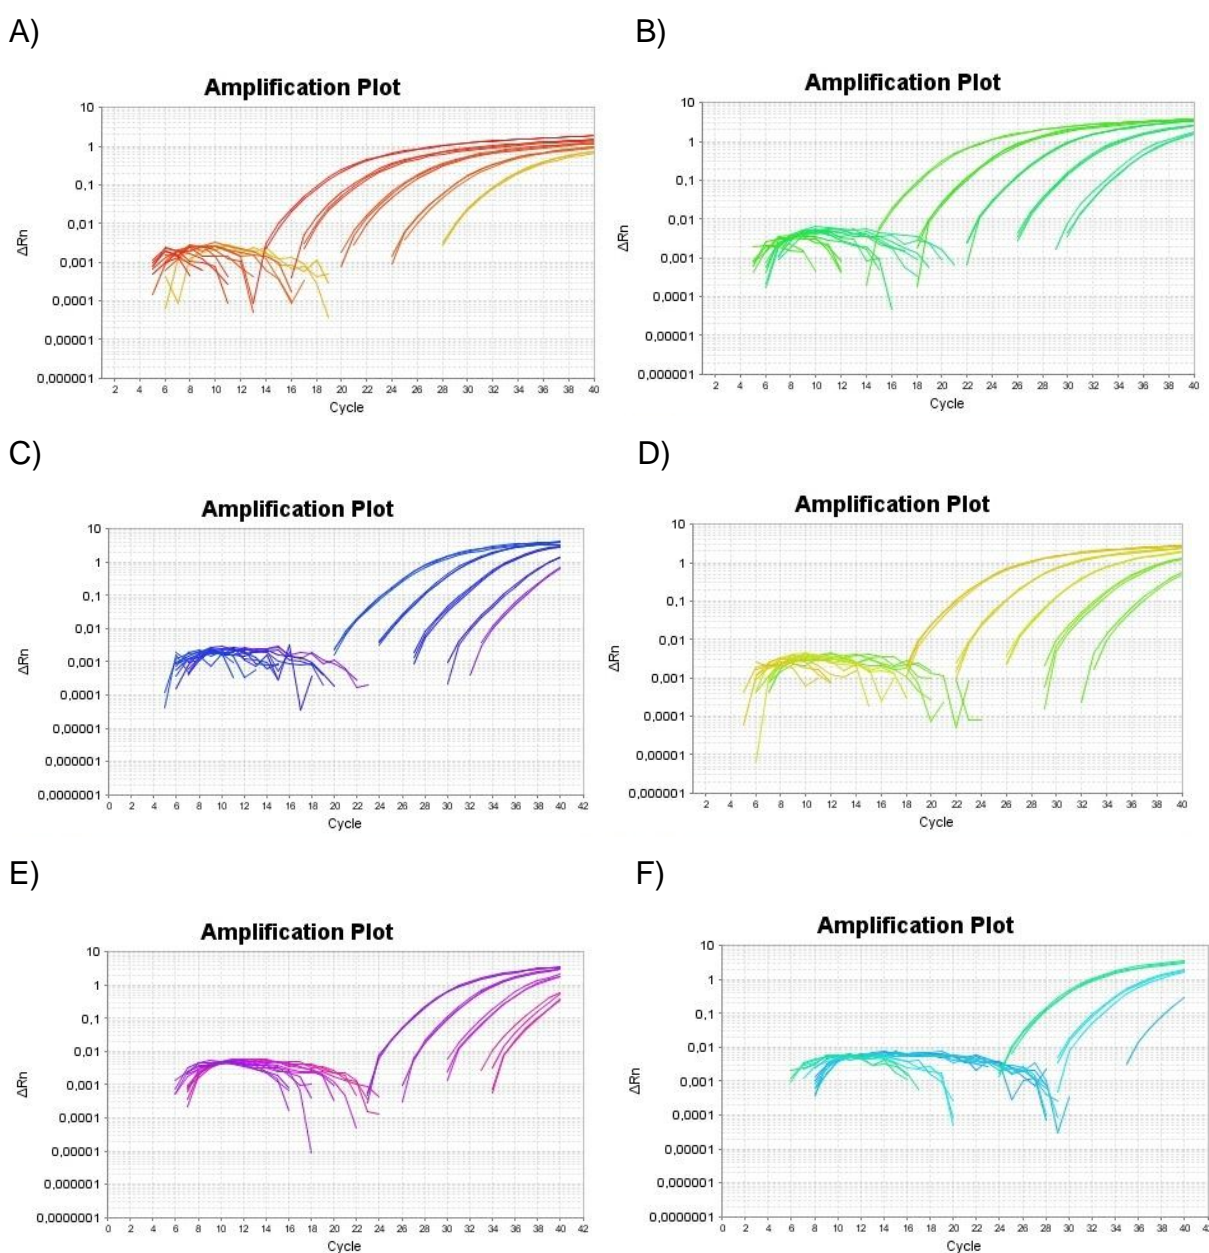 A)
Amplification Plot
10
1
0,1
0,01
0,001
0,0001
0,00001
0,000001
ΔRn
2 4 6 8 10 12 14 16 18 20 22 24 26 28 30 32 34 36 38 40
Cycle
B)
Amplification Plot
10
1
0,1
0,01
0,001
0,0001
0,00001
0,000001
ΔRn
2 4 6 8 10 12 14 16 18 20 22 24 26 28 30 32 34 36 38 40
Cycle
C)
Amplification Plot
10
1
0,1
0,01
0,001
0,0001
0,00001
0,000001
0,0000001
ΔRn
0 2 4 6 8 10 12 14 16 18 20 22 24 26 28 30 32 34 36 38 40 42
Cycle
D)
Amplification Plot
10
1
0,1
0,01
0,001
0,0001
0,00001
0,000001
ΔRn
2 4 6 8 10 12 14 16 18 20 22 24 26 28 30 32 34 36 38 40
Cycle
E)
Amplification Plot
10
1
0,1
0,01
0,001
0,0001
0,00001
0,000001
0,0000001
ΔRn
0 2 4 6 8 10 12 14 16 18 20 22 24 26 28 30 32 34 36 38 40 42
Cycle
F)
Amplification Plot
10
1
0,1
0,01
0,001
0,0001
0,00001
0,000001
0,0000001
ΔRn
0 2 4 6 8 10 12 14 16 18 20 22 24 26 28 30 32 34 36 38 40 42
Cycle